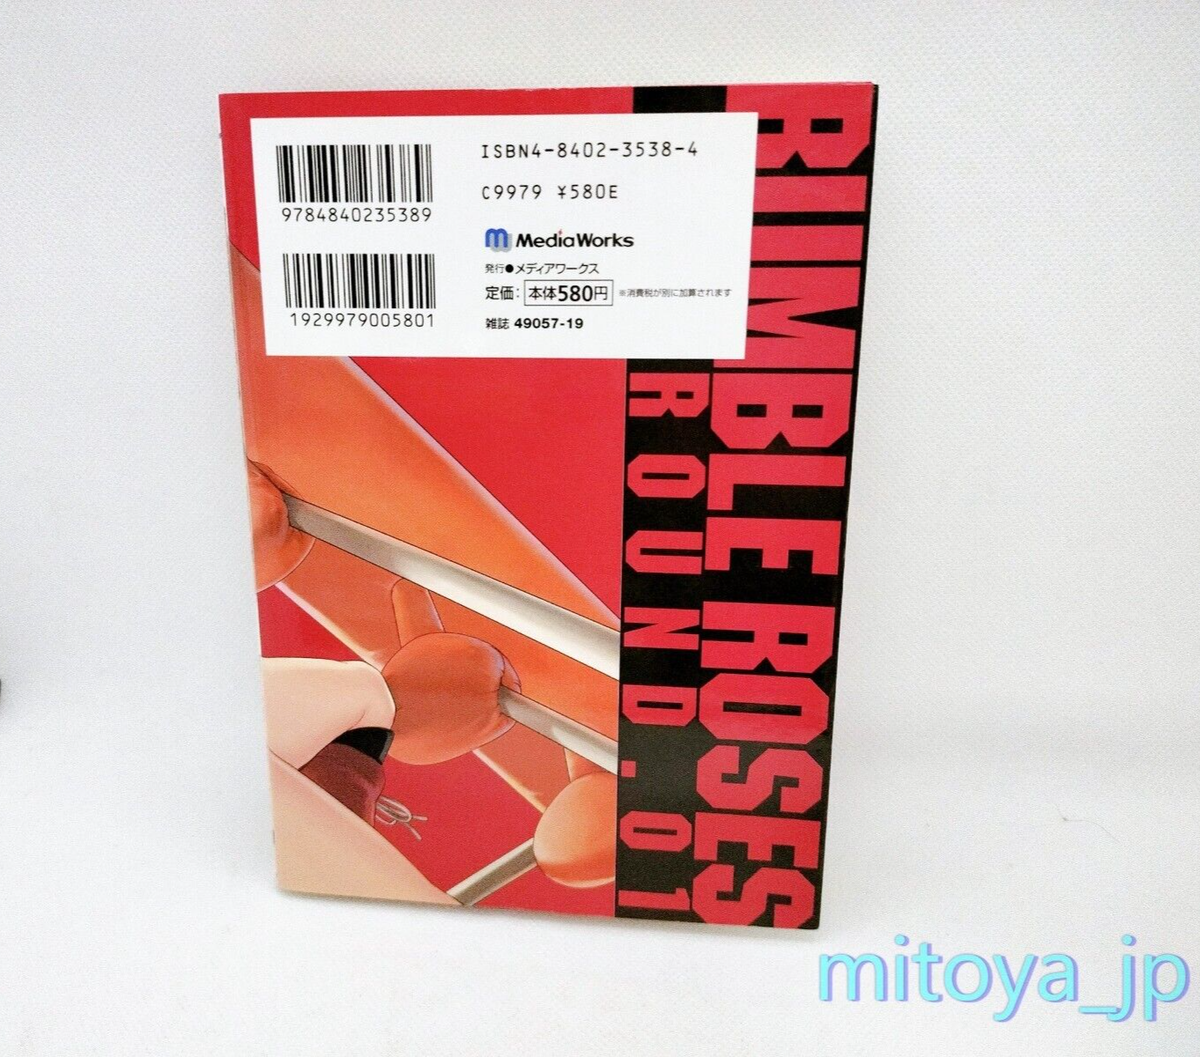 ISBN4-8402-3538-4
C9979 ¥580E
9784840235389
MediaWorks
発行●メディアワークス
定価: 本体580円 ※消費税が別に加算されます
1929979005801
雑誌 49057-19
RUMBLE ROSES
ROUND.01
mitoya_jp